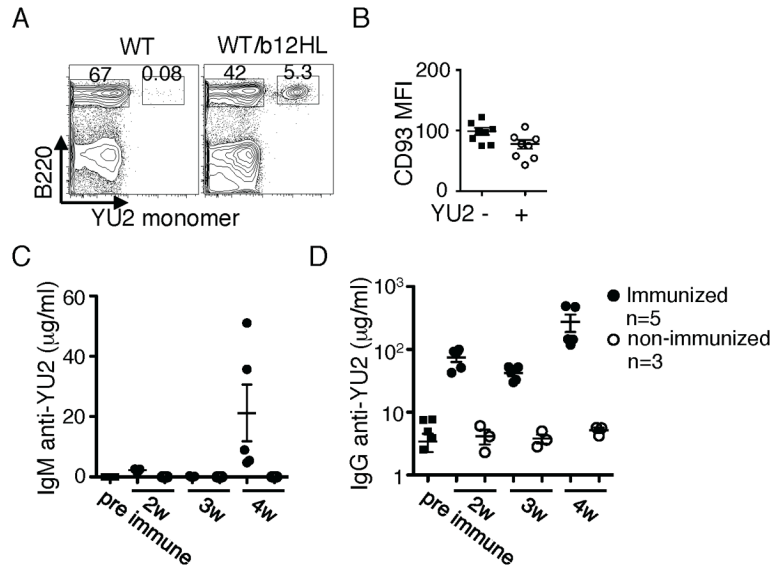 A
WT WT/b12HL
67 0.08 42 5.3
B220
YU2 monomer
B
200
100
0
CD93 MFI
YU2 - +
C
60
40
20
0
IgM anti-YU2 (µg/ml)
pre immune 2w 3w 4w
D
10³
10²
10
1
IgG anti-YU2 (µg/ml)
pre immune 2w 3w 4w
Immunized
n=5
non-immunized
n=3